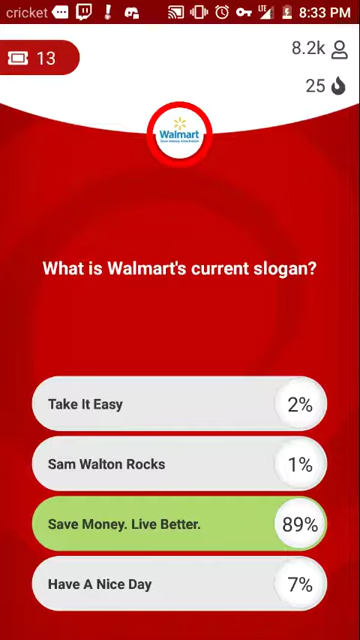 cricket
LTE
8:33 PM
13
8.2k
25
Walmart
What is Walmart's current slogan?
Take It Easy
2%
Sam Walton Rocks
1%
Save Money. Live Better.
89%
Have A Nice Day
7%